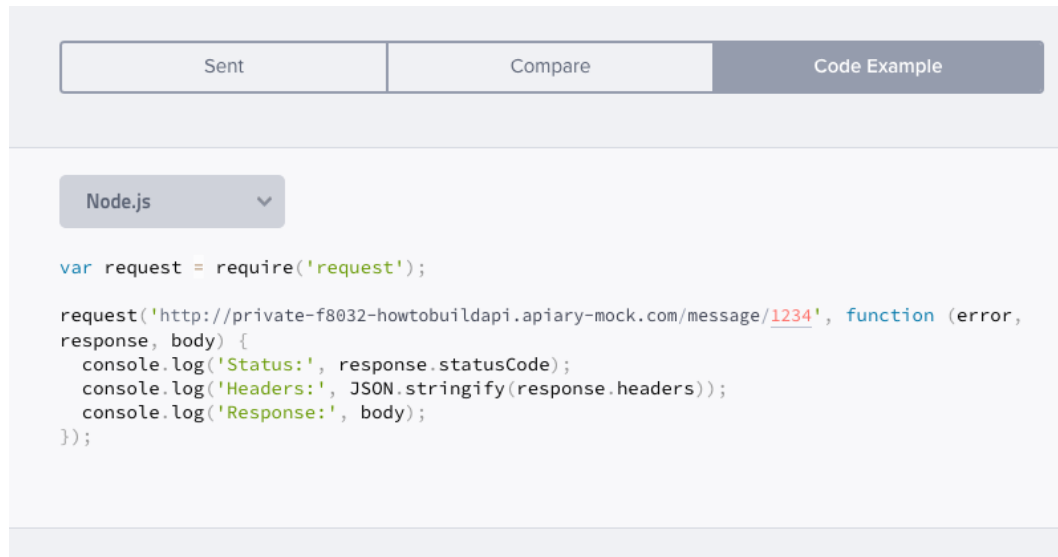 Sent
Compare
Code Example
Node.js
var request = require('request');
request('http://private-f8032-howtobuildapi.apiary-mock.com/message/1234', function (error,
response, body) {
  console.log('Status:', response.statusCode);
  console.log('Headers:', JSON.stringify(response.headers));
  console.log('Response:', body);
});